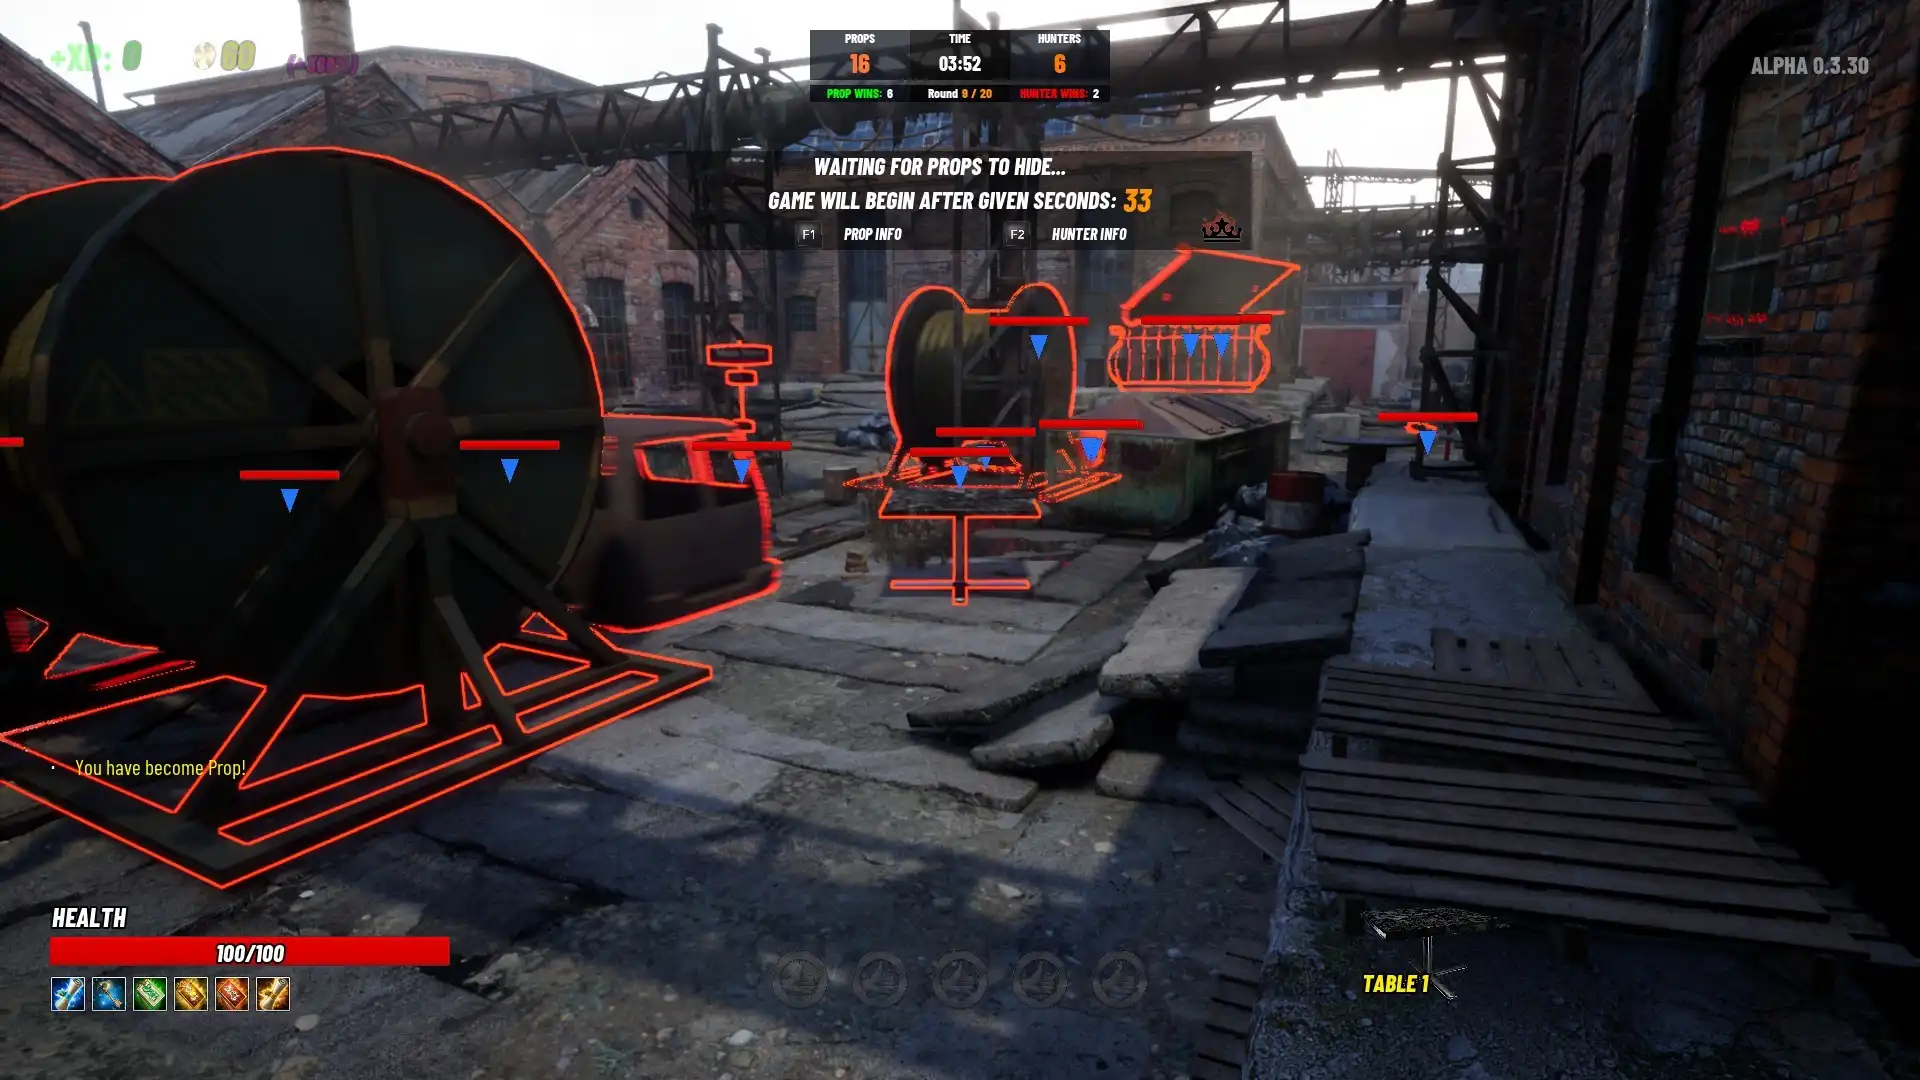 +XP: 0
60
(+100%)
PROPS
16
TIME
03:52
HUNTERS
6
PROP WINS: 6
Round 9 / 20
HUNTER WINS: 2
ALPHA 0.3.30
WAITING FOR PROPS TO HIDE...
GAME WILL BEGIN AFTER GIVEN SECONDS: 33
F1 PROP INFO
F2 HUNTER INFO
You have become Prop!
HEALTH
100/100
TABLE 1